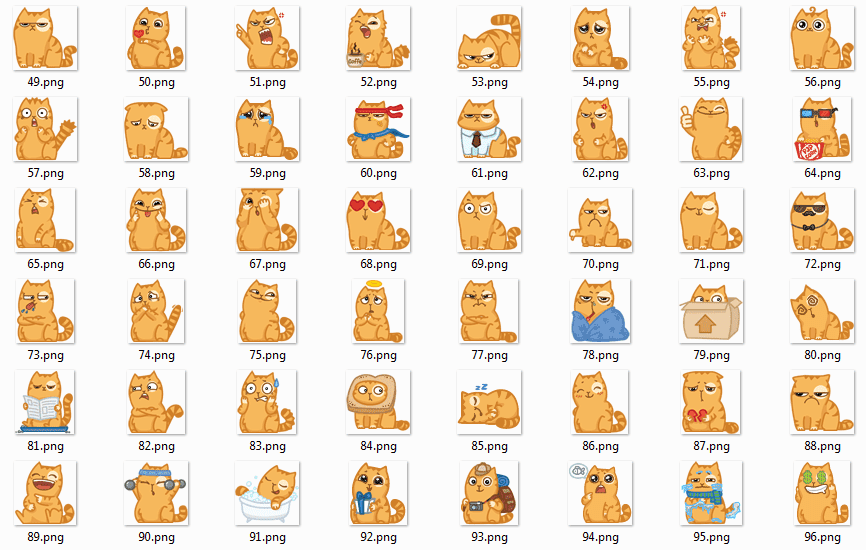 49.png 50.png 51.png 52.png 53.png 54.png 55.png 56.png
57.png 58.png 59.png 60.png 61.png 62.png 63.png 64.png
65.png 66.png 67.png 68.png 69.png 70.png 71.png 72.png
73.png 74.png 75.png 76.png 77.png 78.png 79.png 80.png
zz
81.png 82.png 83.png 84.png 85.png 86.png 87.png 88.png
89.png 90.png 91.png 92.png 93.png 94.png 95.png 96.png